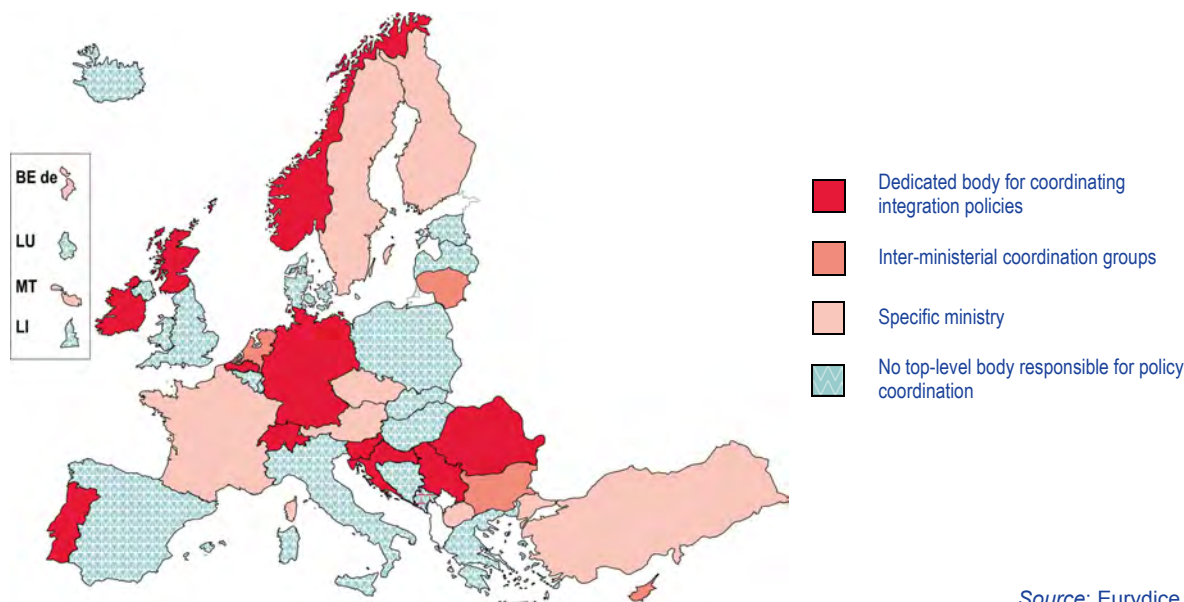 BE de
LU
MT
LI
Dedicated body for coordinating
integration policies
Inter-ministerial coordination groups
Specific ministry
No top-level body responsible for policy
coordination
Source: Eurydice